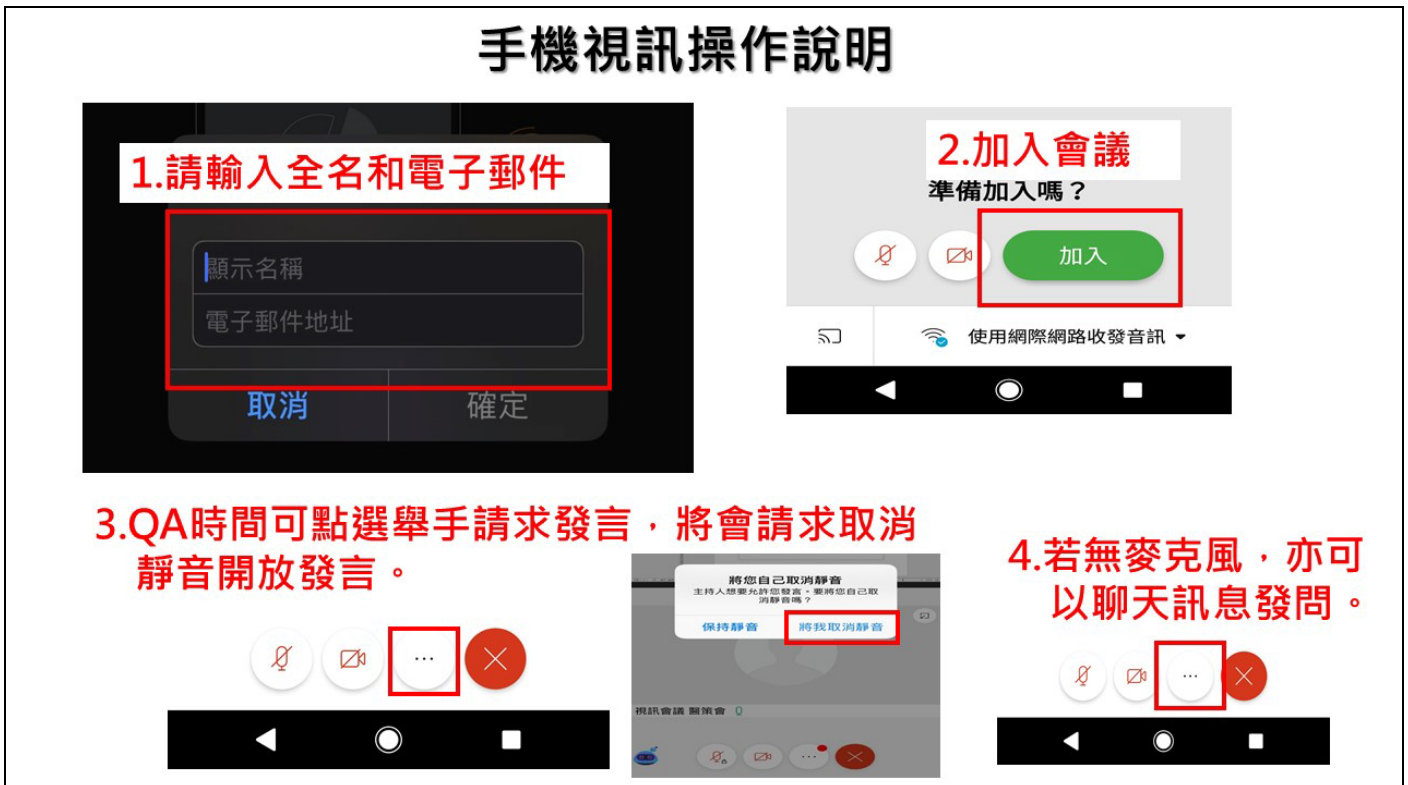 手機視訊操作說明
1.請輸入全名和電子郵件
顯示名稱
電子郵件地址
取消
確定
2.加入會議
準備加入嗎？
加入
使用網際網路收發音訊
3.QA時間可點選舉手請求發言，將會請求取消
靜音開放發言。
將您自己取消靜音
主持人想要允許您發言。要將您自己取
消靜音嗎？
保持靜音
將我取消靜音
視訊會議 醫策會
4.若無麥克風，亦可
以聊天訊息發問。